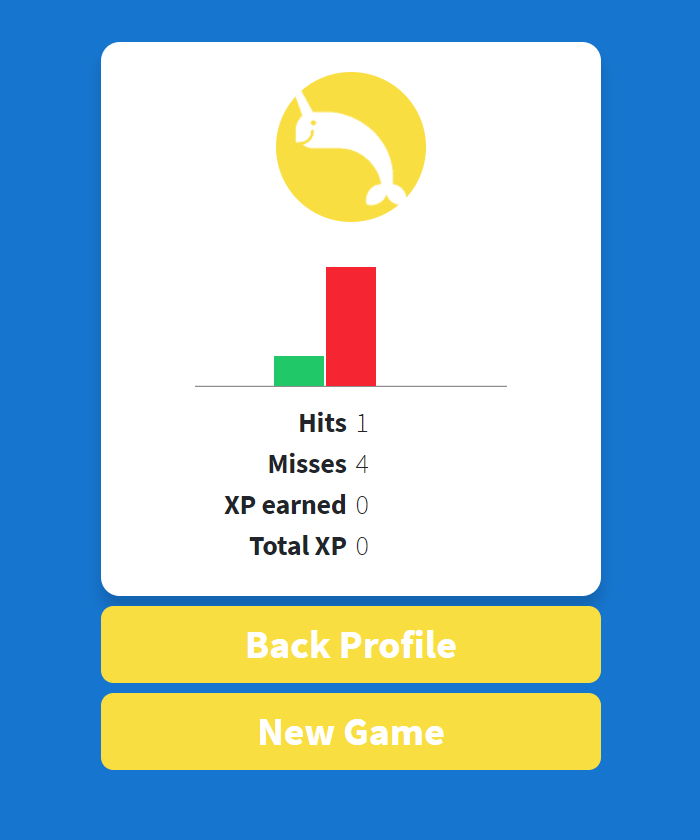 Hits 1
Misses 4
XP earned 0
Total XP 0
Back Profile
New Game